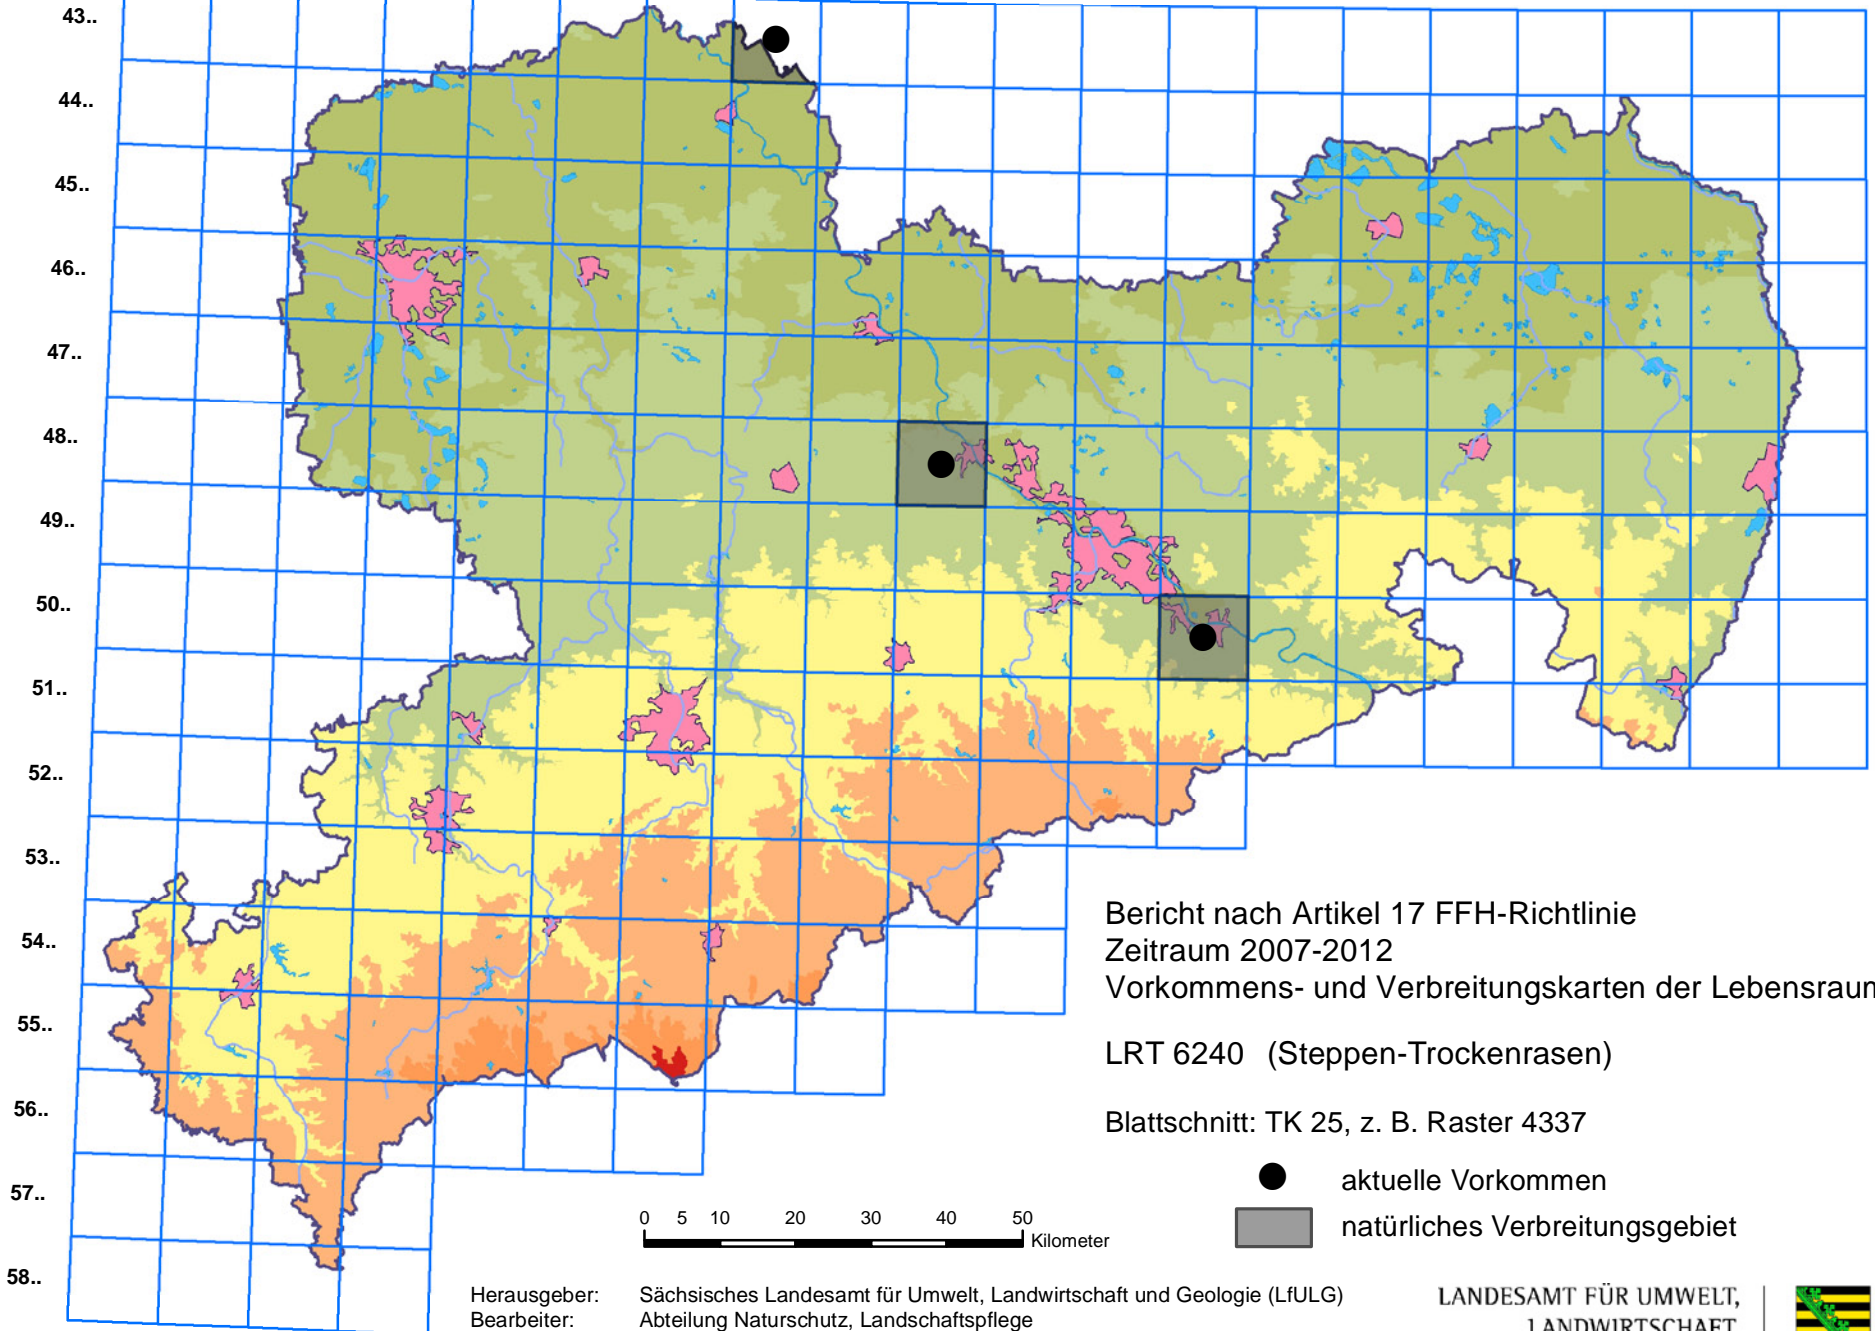 43..
44..
45..
46..
47..
48..
49..
50..
51..
52..
53..
54..
55..
56..
57..
58..
Bericht nach Artikel 17 FFH-Richtlinie
Zeitraum 2007-2012
Vorkommens- und Verbreitungskarten der Lebensraum
LRT 6240 (Steppen-Trockenrasen)
Blattschnitt: TK 25, z. B. Raster 4337
aktuelle Vorkommen
natürliches Verbreitungsgebiet
0 5 10 20 30 40 50
Kilometer
Herausgeber: Sächsisches Landesamt für Umwelt, Landwirtschaft und Geologie (LfULG)
Bearbeiter: Abteilung Naturschutz, Landschaftspflege
LANDESAMT FÜR UMWELT,
LANDWIRTSCHAFT